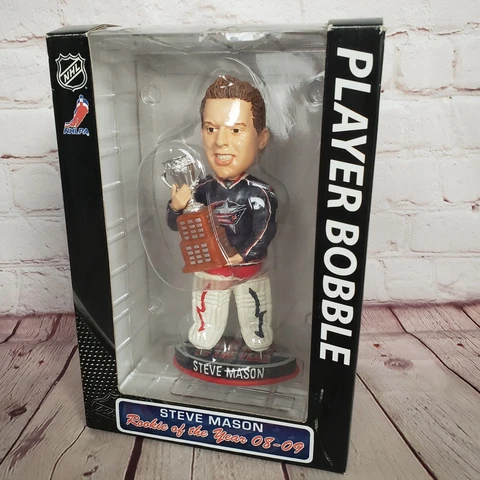 NHL
NHLPA
PLAYER BOBBLE
STEVE MASON
STEVE MASON
Rookie of the Year 08-09